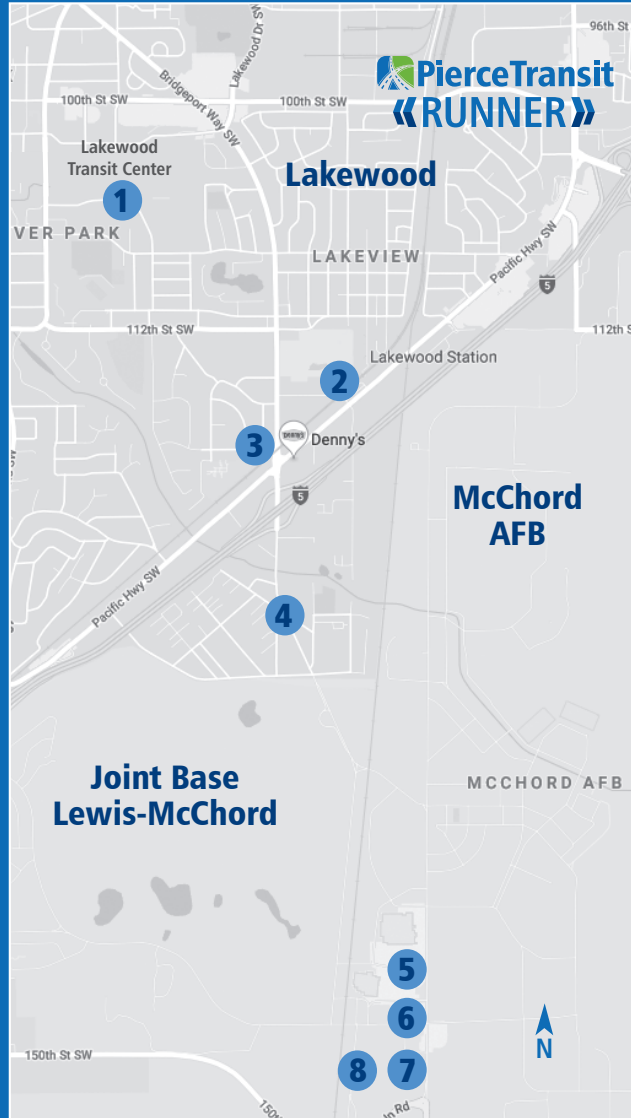 96th St
PierceTransit
«RUNNER»
Lakewood Dr SW
Bridgeport Way SW
100th St SW
100th St SW
Lakewood
Transit Center
1
Lakewood
VER PARK
LAKEVIEW
Pacific Hwy SW
5
112th St SW
112th S
Lakewood Station
2
3
DENNY'S
Denny's
5
McChord
AFB
Pacific Hwy SW
4
Joint Base
Lewis-McChord
MCCHORD AFB
5
6
N
150th St SW
8
7
150th
Rd